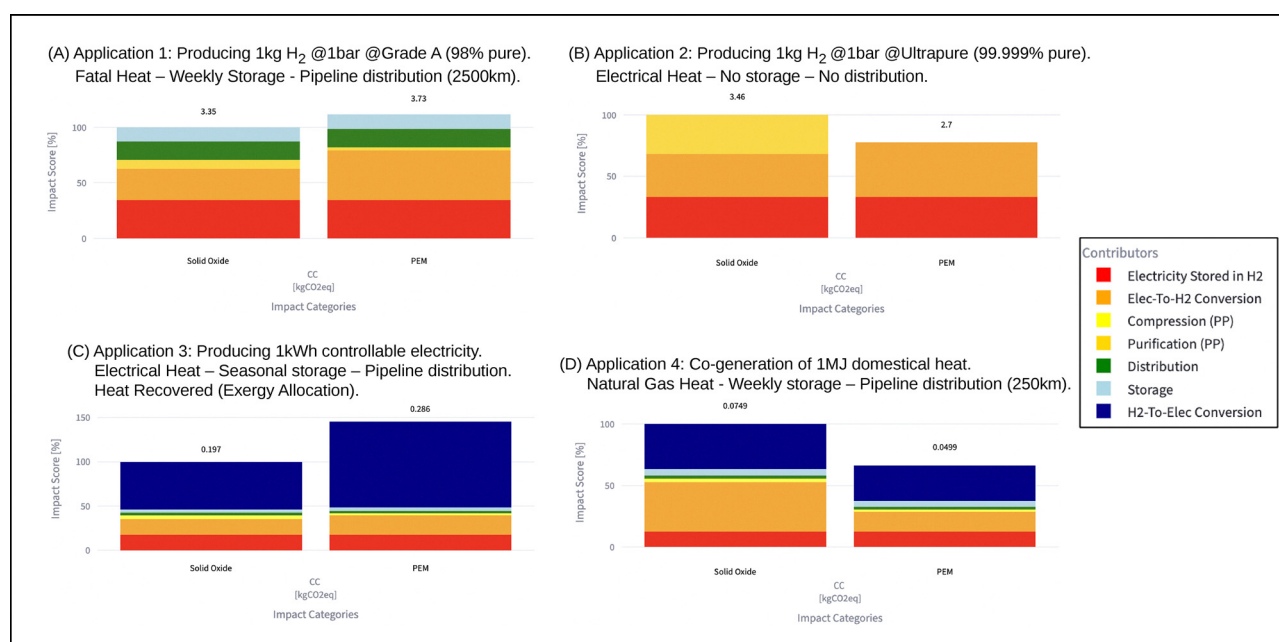 (A) Application 1: Producing 1kg H2 @1bar @Grade A (98% pure).
Fatal Heat – Weekly Storage - Pipeline distribution (2500km).
3.35
3.73
100
50
0
Impact Score [%]
Solid Oxide
PEM
CC
[kgCO2eq]
Impact Categories
(B) Application 2: Producing 1kg H2 @1bar @Ultrapure (99.999% pure).
Electrical Heat – No storage – No distribution.
3.46
2.7
100
50
0
Impact Score [%]
Solid Oxide
PEM
CC
[kgCO2eq]
Impact Categories
Contributors
Electricity Stored in H2
Elec-To-H2 Conversion
Compression (PP)
Purification (PP)
Distribution
Storage
H2-To-Elec Conversion
(C) Application 3: Producing 1kWh controllable electricity.
Electrical Heat – Seasonal storage – Pipeline distribution.
Heat Recovered (Exergy Allocation).
0.197
0.286
150
100
50
0
Impact Score [%]
Solid Oxide
PEM
CC
[kgCO2eq]
Impact Categories
(D) Application 4: Co-generation of 1MJ domestical heat.
Natural Gas Heat - Weekly storage – Pipeline distribution (250km).
0.0749
0.0499
100
50
0
Impact Score [%]
Solid Oxide
PEM
CC
[kgCO2eq]
Impact Categories